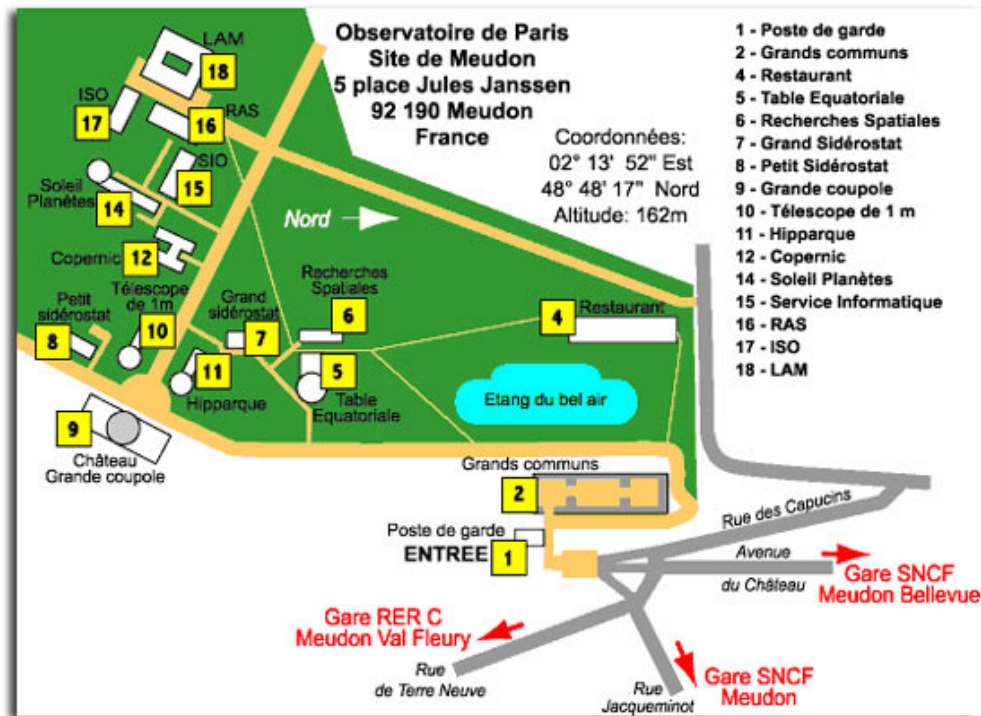 Observatoire de Paris
Site de Meudon
5 place Jules Janssen
92 190 Meudon
France
Coordonnées:
02° 13' 52" Est
48° 48' 17" Nord
Altitude: 162m
1 - Poste de garde
2 - Grands communs
4 - Restaurant
5 - Table Equatoriale
6 - Recherches Spatiales
7 - Grand Sidérostat
8 - Petit Sidérostat
9 - Grande coupole
10 - Télescope de 1 m
11 - Hipparque
12 - Copernic
14 - Soleil Planètes
15 - Service Informatique
16 - RAS
17 - ISO
18 - LAM
LAM
18
ISO
17
RAS
16
SIO
15
Soleil
Planètes
14
Nord
Copernic
12
Télescope
de 1m
10
Petit
sidérostat
8
Grand
sidérostat
7
Recherches
Spatiales
6
Restaurant
4
11
Hipparque
5
Table
Equatoriale
Etang du bel air
9
Château
Grande coupole
Grands communs
2
Poste de garde
ENTREE
1
Rue des Capucins
Avenue
du Château
Gare SNCF
Meudon Bellevue
Gare RER C
Meudon Val Fleury
Rue
de Terre Neuve
Rue
Jacqueminot
Gare SNCF
Meudon